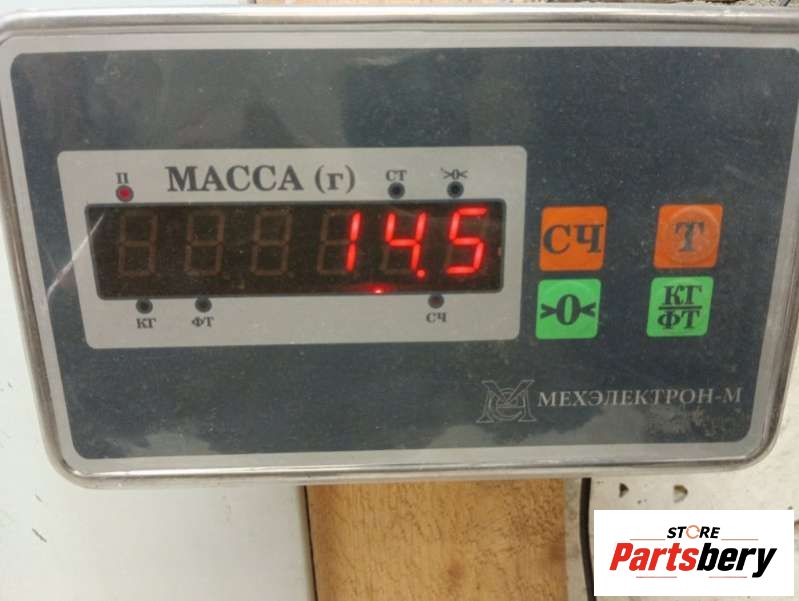 П МАССА (г) СТ >0<
14.5
КГ ФТ СЧ
СЧ Т
>0< КГ
ФТ
МЕХЭЛЕКТРОН-М
STORE
Partsbery